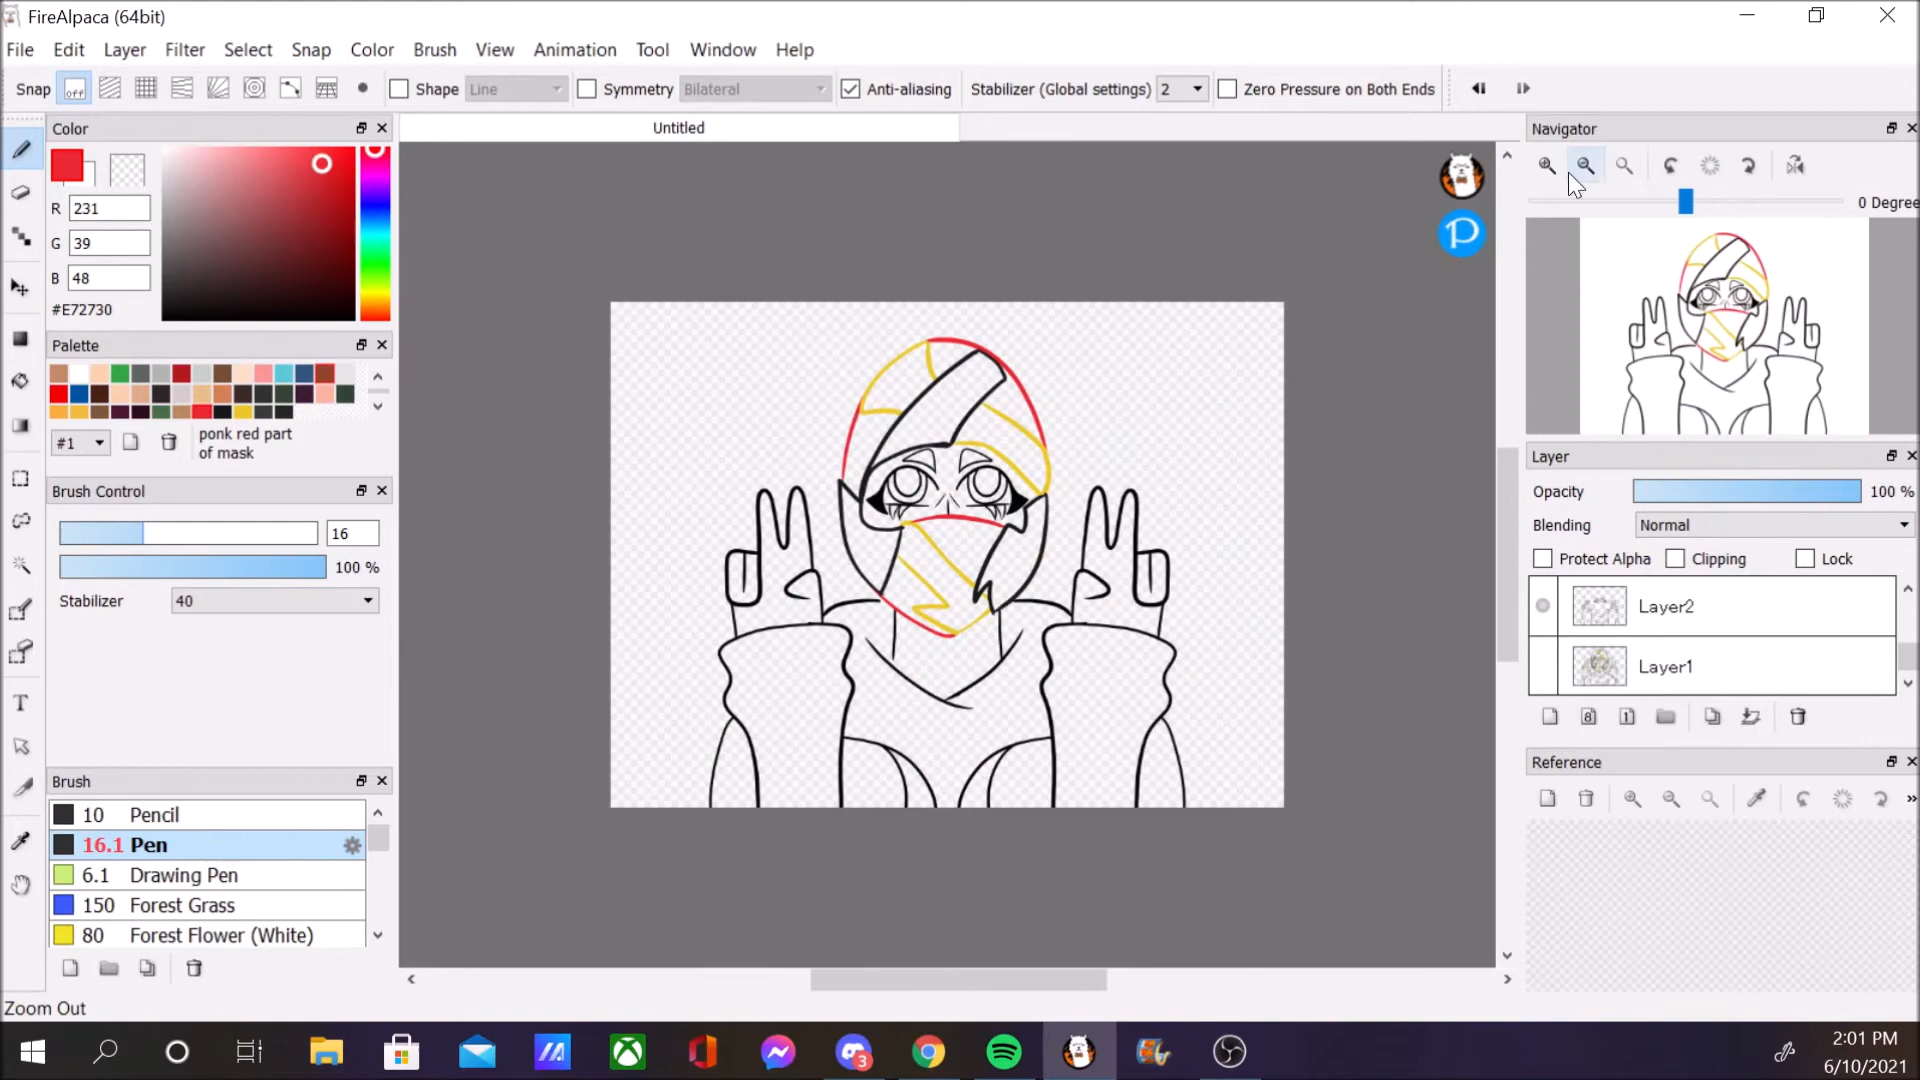 FireAlpaca (64bit)
File Edit Layer Filter Select Snap Color Brush View Animation Tool Window Help
Snap off Shape Line Symmetry Bilateral Anti-aliasing Stabilizer (Global settings) 2 Zero Pressure on Both Ends
Untitled
Color
R 231
G 39
B 48
#E72730
Palette
#1 ponk red part
of mask
Brush Control
16
100 %
Stabilizer 40
Brush
10 Pencil
16.1 Pen
6.1 Drawing Pen
150 Forest Grass
80 Forest Flower (White)
Zoom Out
P
Navigator
0 Degree
Layer
Opacity 100 %
Blending Normal
Protect Alpha Clipping Lock
Layer2
Layer1
8 1
Reference
3
2:01 PM
6/10/2021